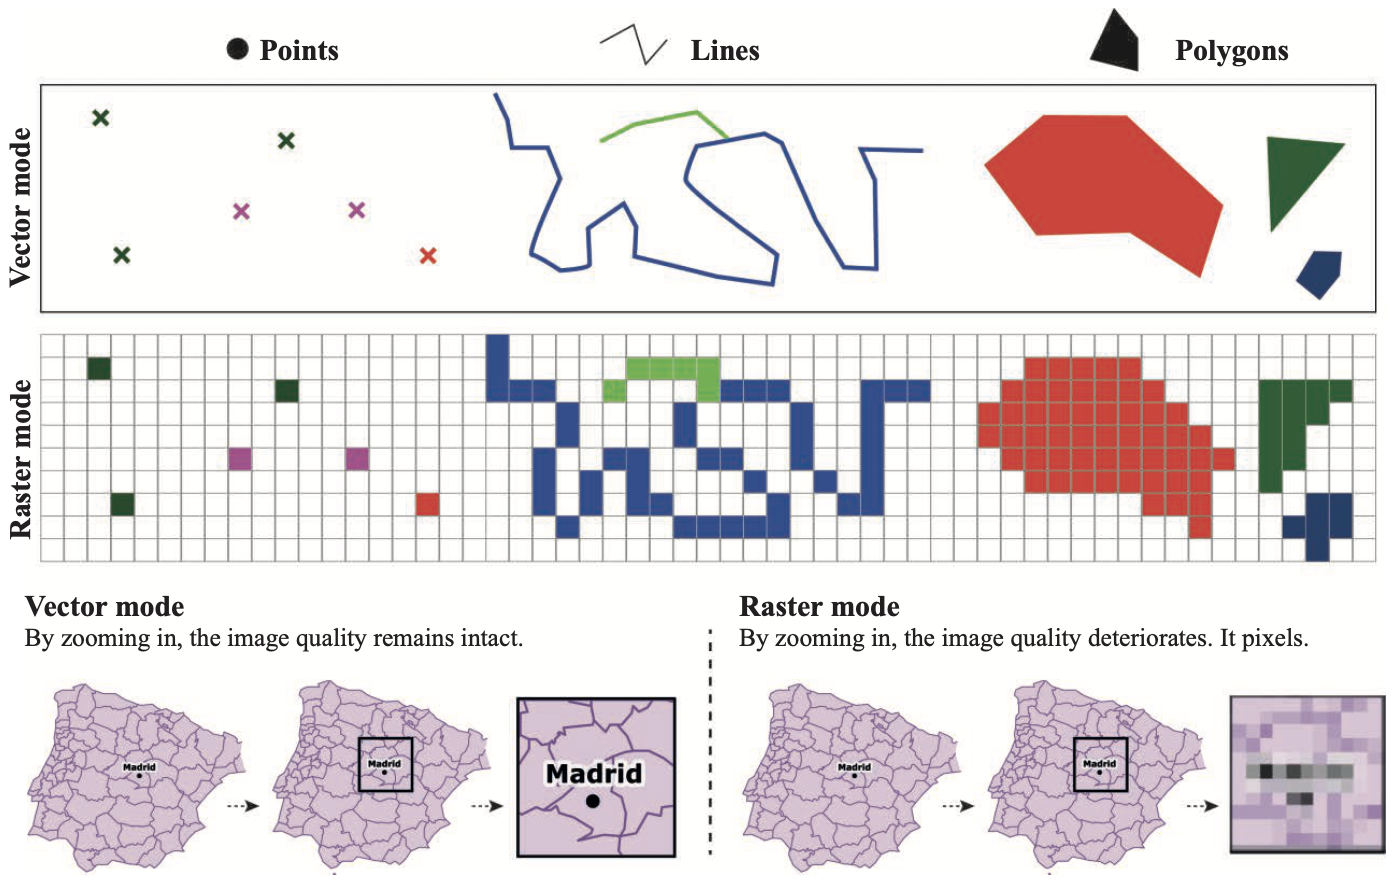 Points
Lines
Polygons
Vector mode
Raster mode
Vector mode
By zooming in, the image quality remains intact.
Raster mode
By zooming in, the image quality deteriorates. It pixels.
Madrid
Madrid
Madrid
Madrid
Madrid